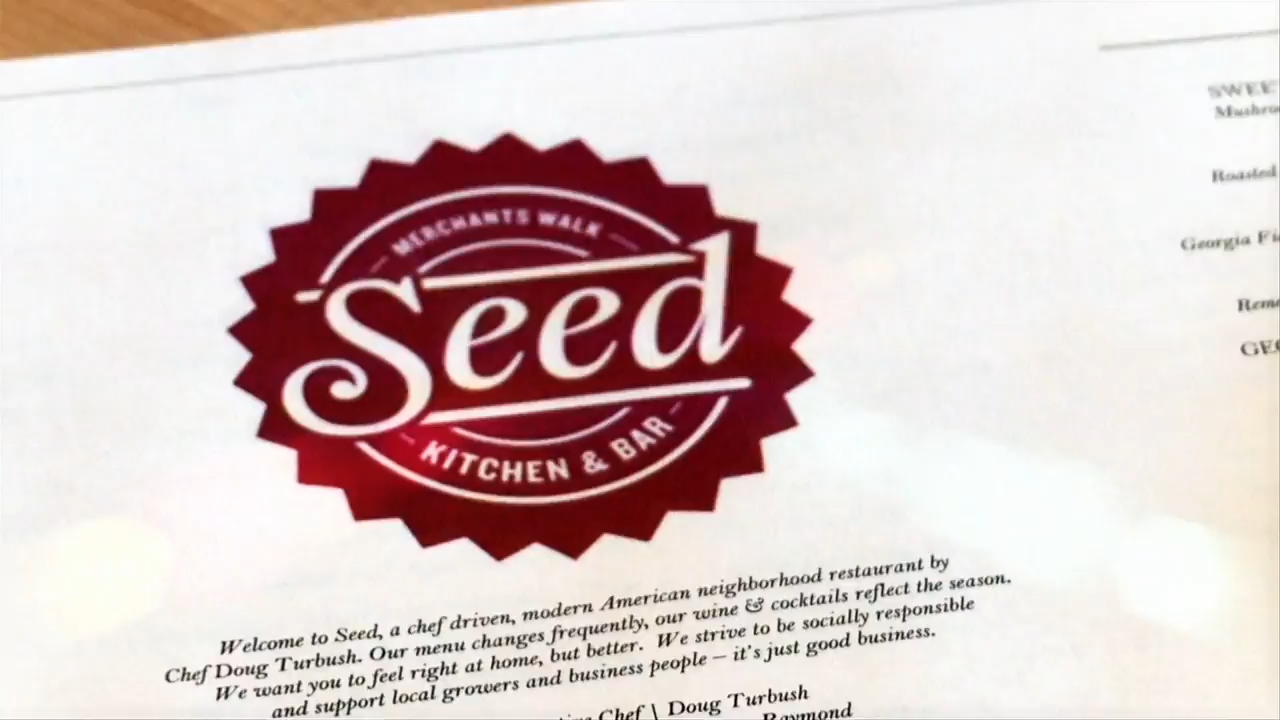 MERCHANTS WALK
Seed
KITCHEN & BAR
Welcome to Seed, a chef driven, modern American neighborhood restaurant by
Chef Doug Turbush. Our menu changes frequently, our wine & cocktails reflect the season.
We want you to feel right at home, but better. We strive to be socially responsible
and support local growers and business people – it's just good business.
Chef \ Doug Turbush
Raymond
Roasted
Georgia